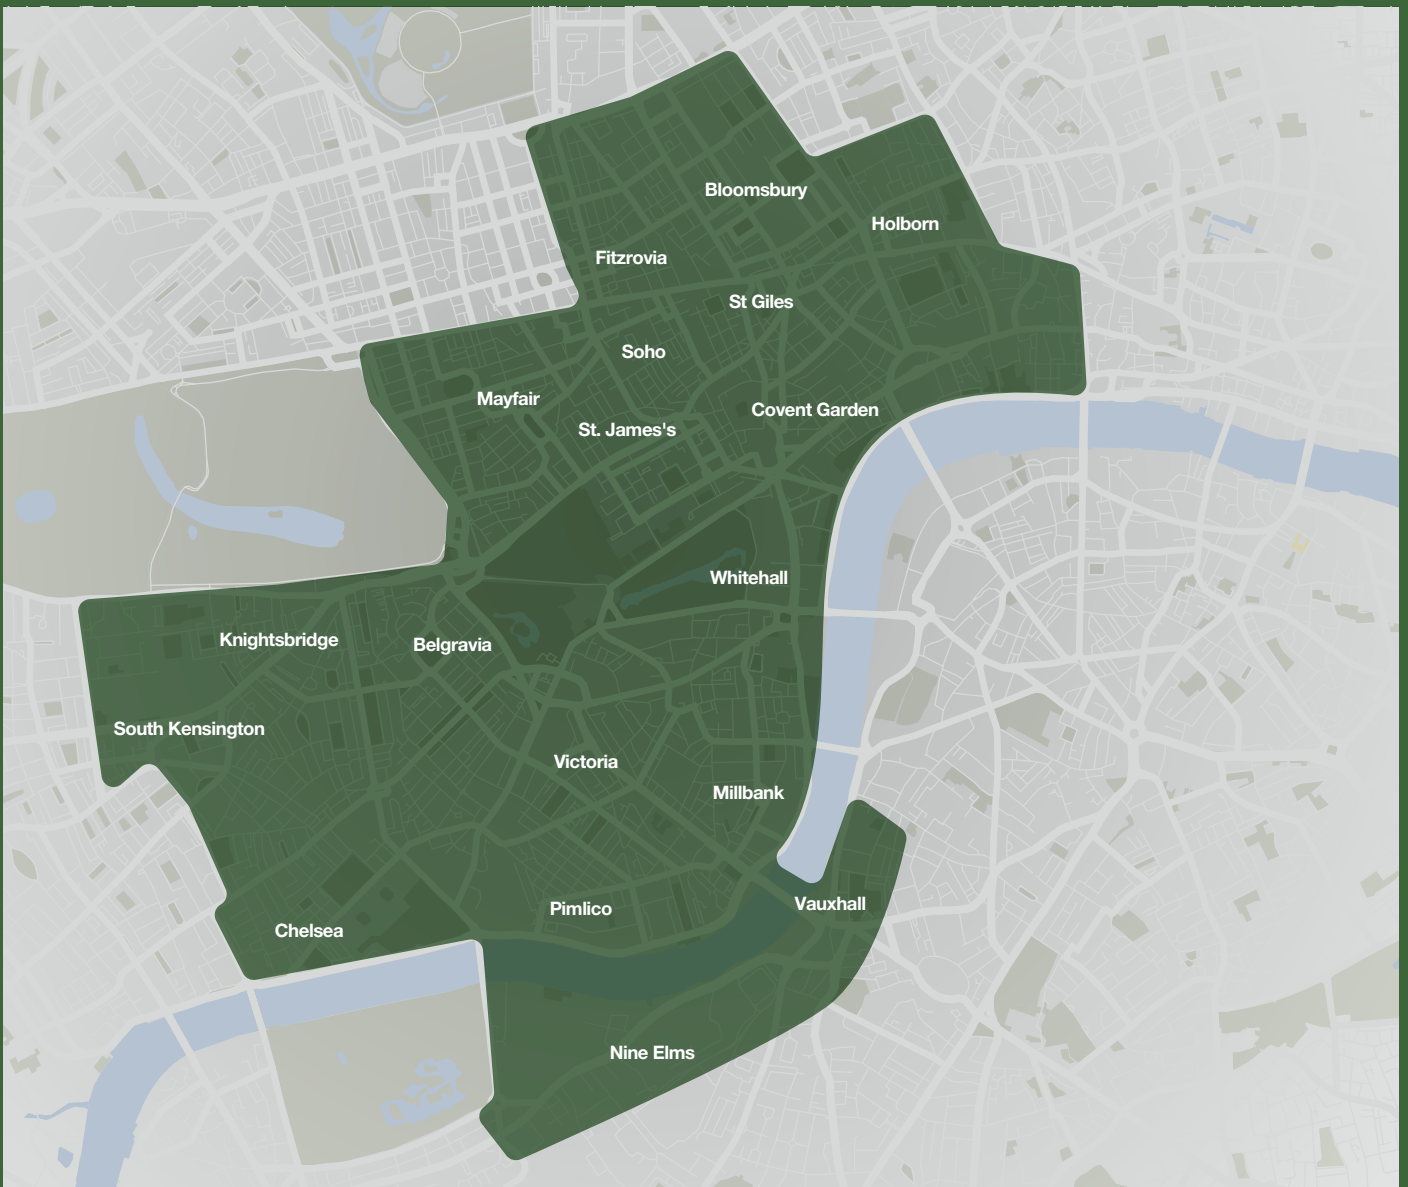 Bloomsbury
Holborn
Fitzrovia
St Giles
Soho
Mayfair
Covent Garden
St. James's
Whitehall
Knightsbridge
Belgravia
South Kensington
Victoria
Millbank
Vauxhall
Pimlico
Chelsea
Nine Elms